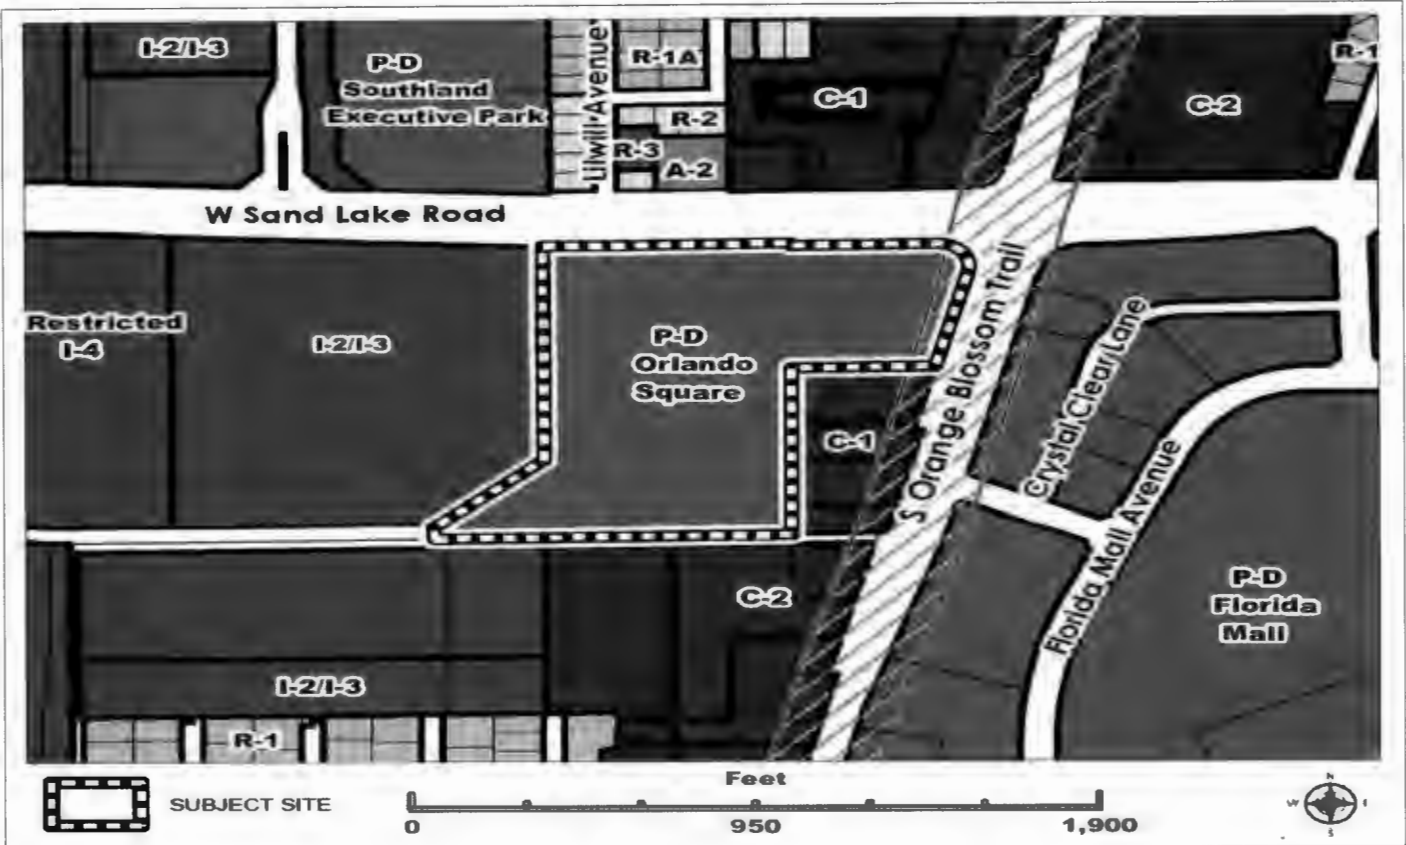 I-2/I-3
P-D
Southland
Executive Park
Lilwill Avenue
R-1A
R-2
R-3
A-2
C-1
C-2
R-1
W Sand Lake Road
Restricted
I-4
I-2/I-3
P-D
Orlando
Square
C-1
S Orange Blossom Trail
Crystal Clear Lane
Florida Mall Avenue
P-D
Florida
Mall
C-2
I-2/I-3
R-1
SUBJECT SITE
Feet
0
950
1,900
N
W
S